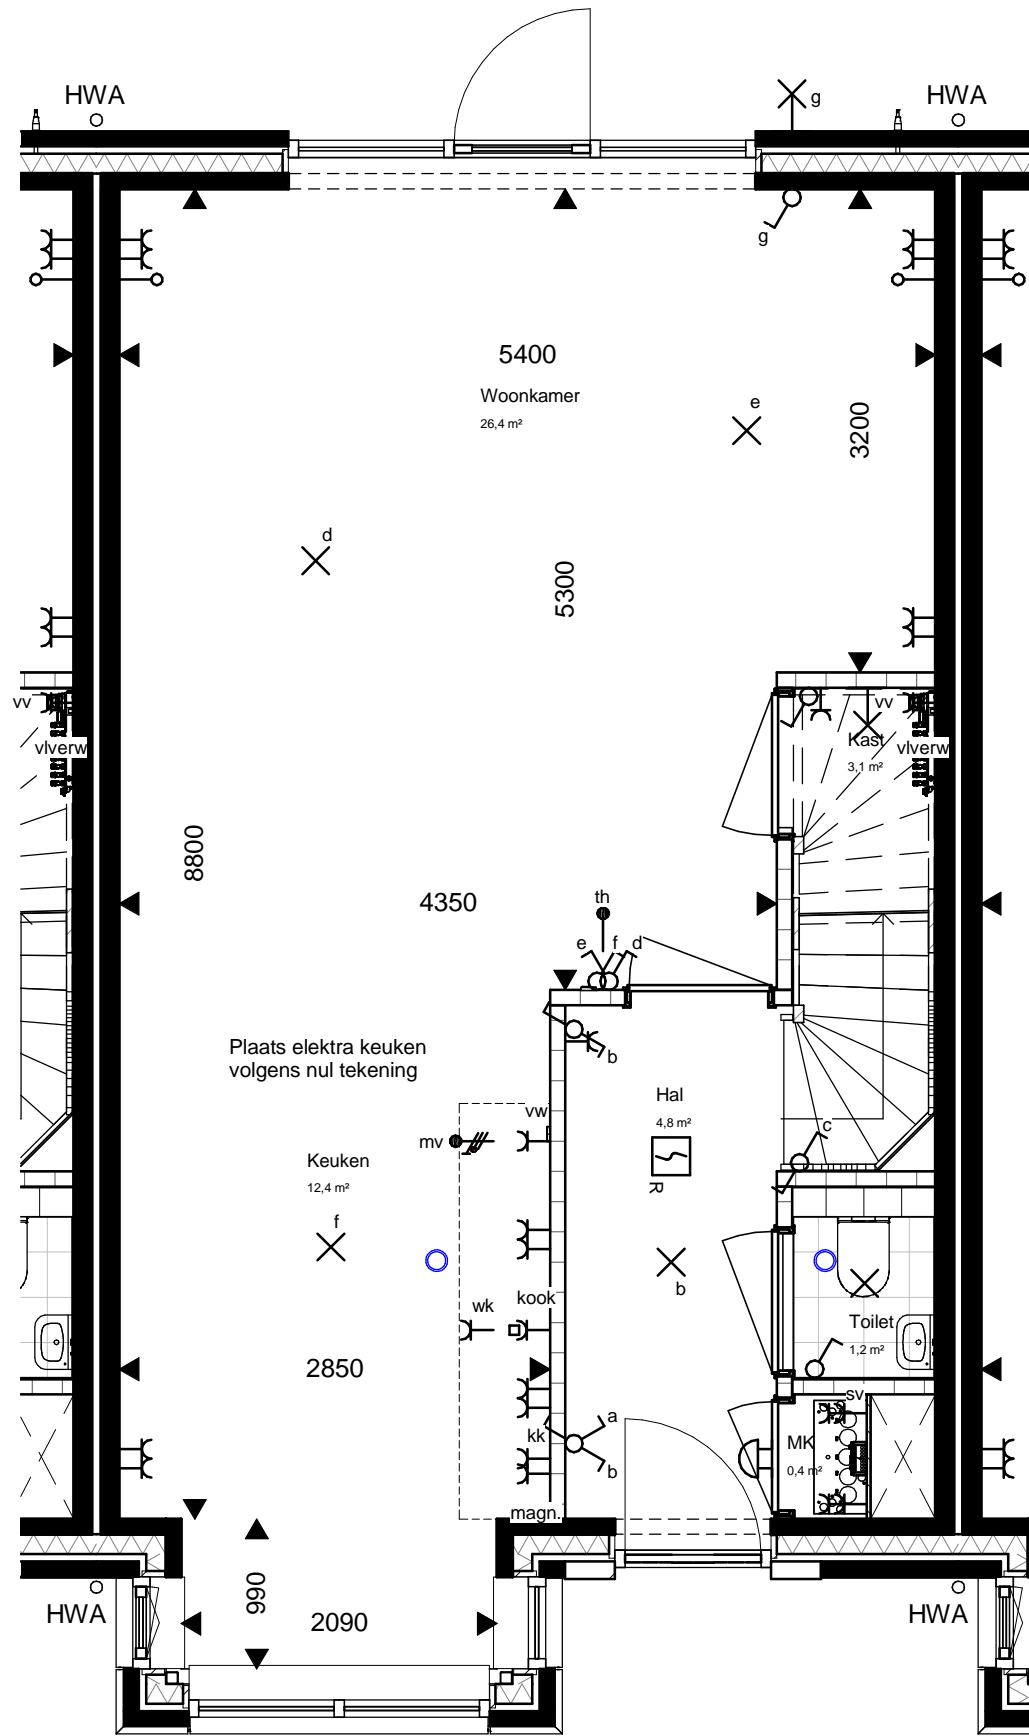 HWA
HWA
g
g
5400
Woonkamer
26,4 m²
e
3200
d
5300
vv
vlverw
vv
Kast
vlverw
3,1 m²
8800
4350
th
e
f
d
b
Plaats elektra keuken
volgens nul tekening
Hal
4,8 m²
vw
mv
c
Keuken
12,4 m²
R
f
b
wk
kook
Toilet
1,2 m²
2850
sv
a
kk
MK
b
0,4 m²
magn.
990
HWA
2090
HWA